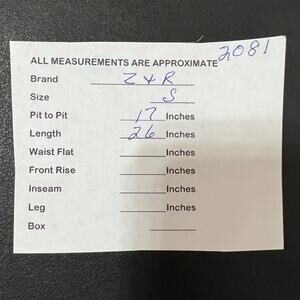 2081
ALL MEASUREMENTS ARE APPROXIMATE
Brand Z & R
Size S
Pit to Pit 17 Inches
Length 26 Inches
Waist Flat Inches
Front Rise Inches
Inseam Inches
Leg Inches
Box